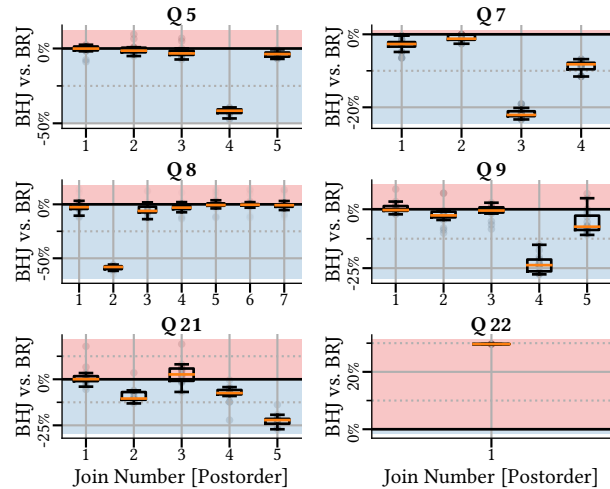 Q 5
BHJ vs. BRJ
0%
-50%
1 2 3 4 5
Q 7
BHJ vs. BRJ
0%
-20%
1 2 3 4
Q 8
BHJ vs. BRJ
0%
-50%
1 2 3 4 5 6 7
Q 9
BHJ vs. BRJ
0%
-25%
1 2 3 4 5
Q 21
BHJ vs. BRJ
0%
-25%
1 2 3 4 5
Join Number [Postorder]
Q 22
BHJ vs. BRJ
20%
0%
1
Join Number [Postorder]